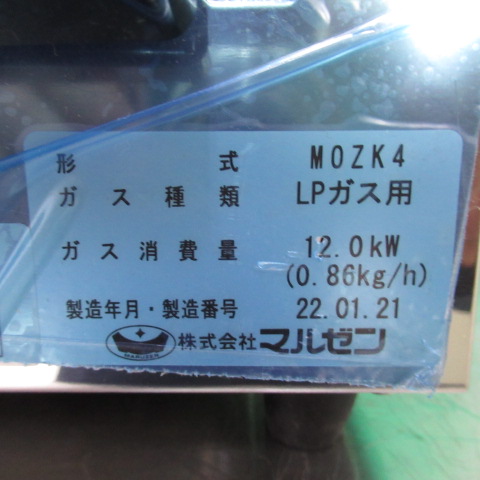 形式 M0ZK4
ガス種類 LPガス用
ガス消費量 12.0kW
(0.86kg/h)
製造年月・製造番号 22.01.21
MARUZEN 株式会社マルゼン